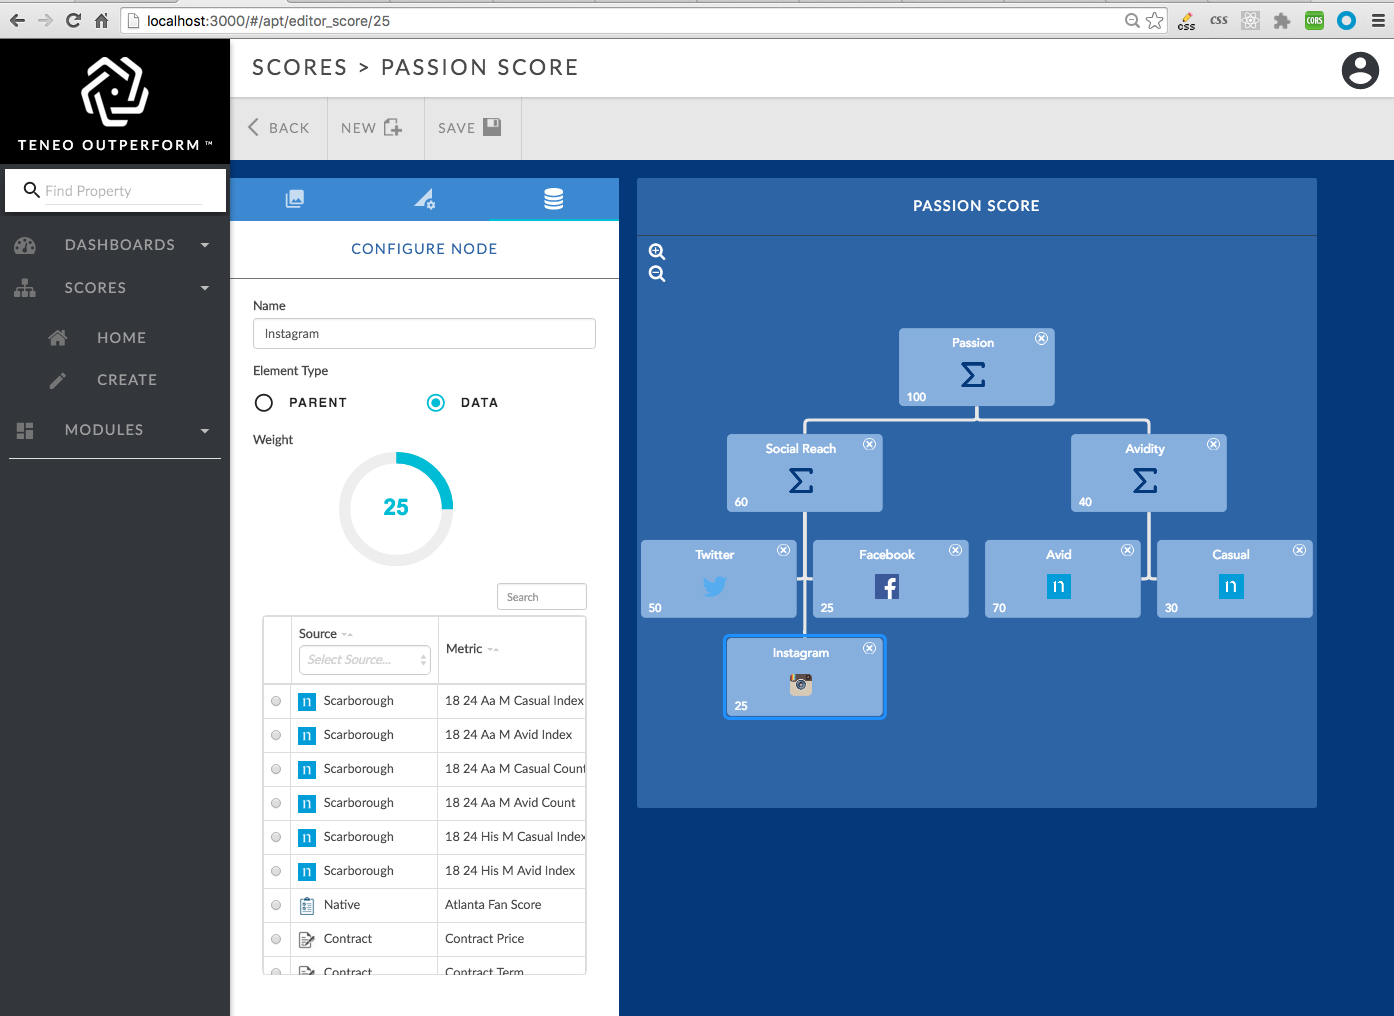 localhost:3000/#/apt/editor_score/25
css
CSS
CORS
TENEO OUTPERFORM™
Find Property
DASHBOARDS
SCORES
HOME
CREATE
MODULES
SCORES > PASSION SCORE
BACK
NEW
SAVE
CONFIGURE NODE
Name
Instagram
Element Type
PARENT
DATA
Weight
25
Search
Source
Select Source...
Metric
n Scarborough 18 24 Aa M Casual Index
n Scarborough 18 24 Aa M Avid Index
n Scarborough 18 24 Aa M Casual Count
n Scarborough 18 24 Aa M Avid Count
n Scarborough 18 24 His M Casual Index
n Scarborough 18 24 His M Avid Index
Native Atlanta Fan Score
Contract Contract Price
Contract Contract Term
PASSION SCORE
Passion
Σ
100
Social Reach
Σ
60
Avidity
Σ
40
Twitter
50
Facebook
f
25
Avid
n
70
Casual
n
30
Instagram
25